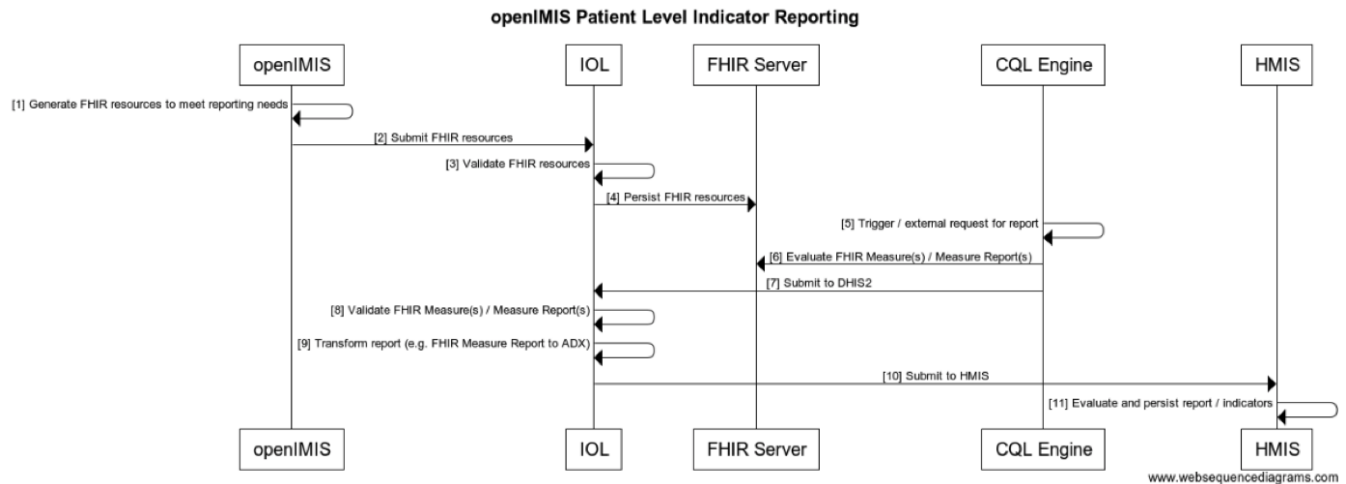 openIMIS Patient Level Indicator Reporting
openIMIS
IOL
FHIR Server
CQL Engine
HMIS
[1] Generate FHIR resources to meet reporting needs
[2] Submit FHIR resources
[3] Validate FHIR resources
[4] Persist FHIR resources
[5] Trigger / external request for report
[6] Evaluate FHIR Measure(s) / Measure Report(s)
[7] Submit to DHIS2
[8] Validate FHIR Measure(s) / Measure Report(s)
[9] Transform report (e.g. FHIR Measure Report to ADX)
[10] Submit to HMIS
[11] Evaluate and persist report / indicators
openIMIS
IOL
FHIR Server
CQL Engine
HMIS
www.websequencediagrams.com